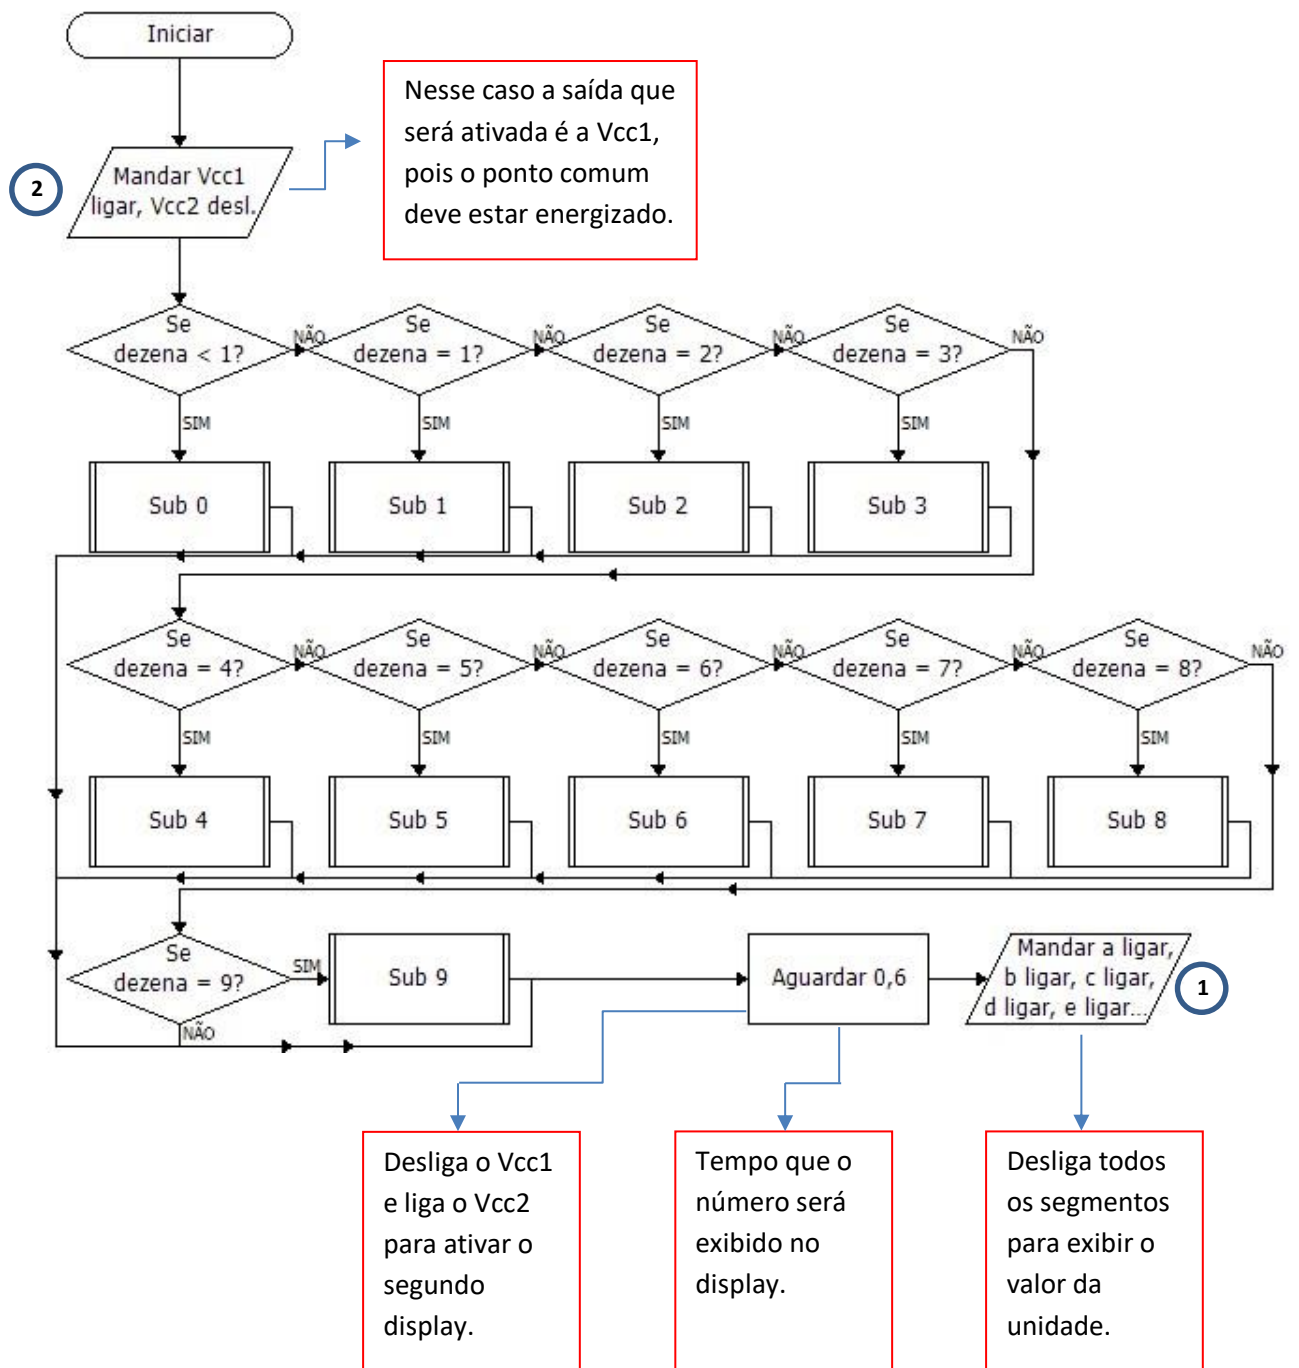 Iniciar
Nesse caso a saída que
será ativada é a Vcc1,
pois o ponto comum
deve estar energizado.
2
Mandar Vcc1
ligar, Vcc2 desl.
Se
dezena < 1?
NÃO
Se
dezena = 1?
NÃO
Se
dezena = 2?
NÃO
Se
dezena = 3?
NÃO
SIM
SIM
SIM
SIM
Sub 0
Sub 1
Sub 2
Sub 3
Se
dezena = 4?
NÃO
Se
dezena = 5?
NÃO
Se
dezena = 6?
NÃO
Se
dezena = 7?
NÃO
Se
dezena = 8?
NÃO
SIM
SIM
SIM
SIM
SIM
Sub 4
Sub 5
Sub 6
Sub 7
Sub 8
Se
dezena = 9?
SIM
NÃO
Sub 9
Aguardar 0,6
Mandar a ligar,
b ligar, c ligar,
d ligar, e ligar...
1
Desliga o Vcc1
e liga o Vcc2
para ativar o
segundo
display.
Tempo que o
número será
exibido no
display.
Desliga todos
os segmentos
para exibir o
valor da
unidade.